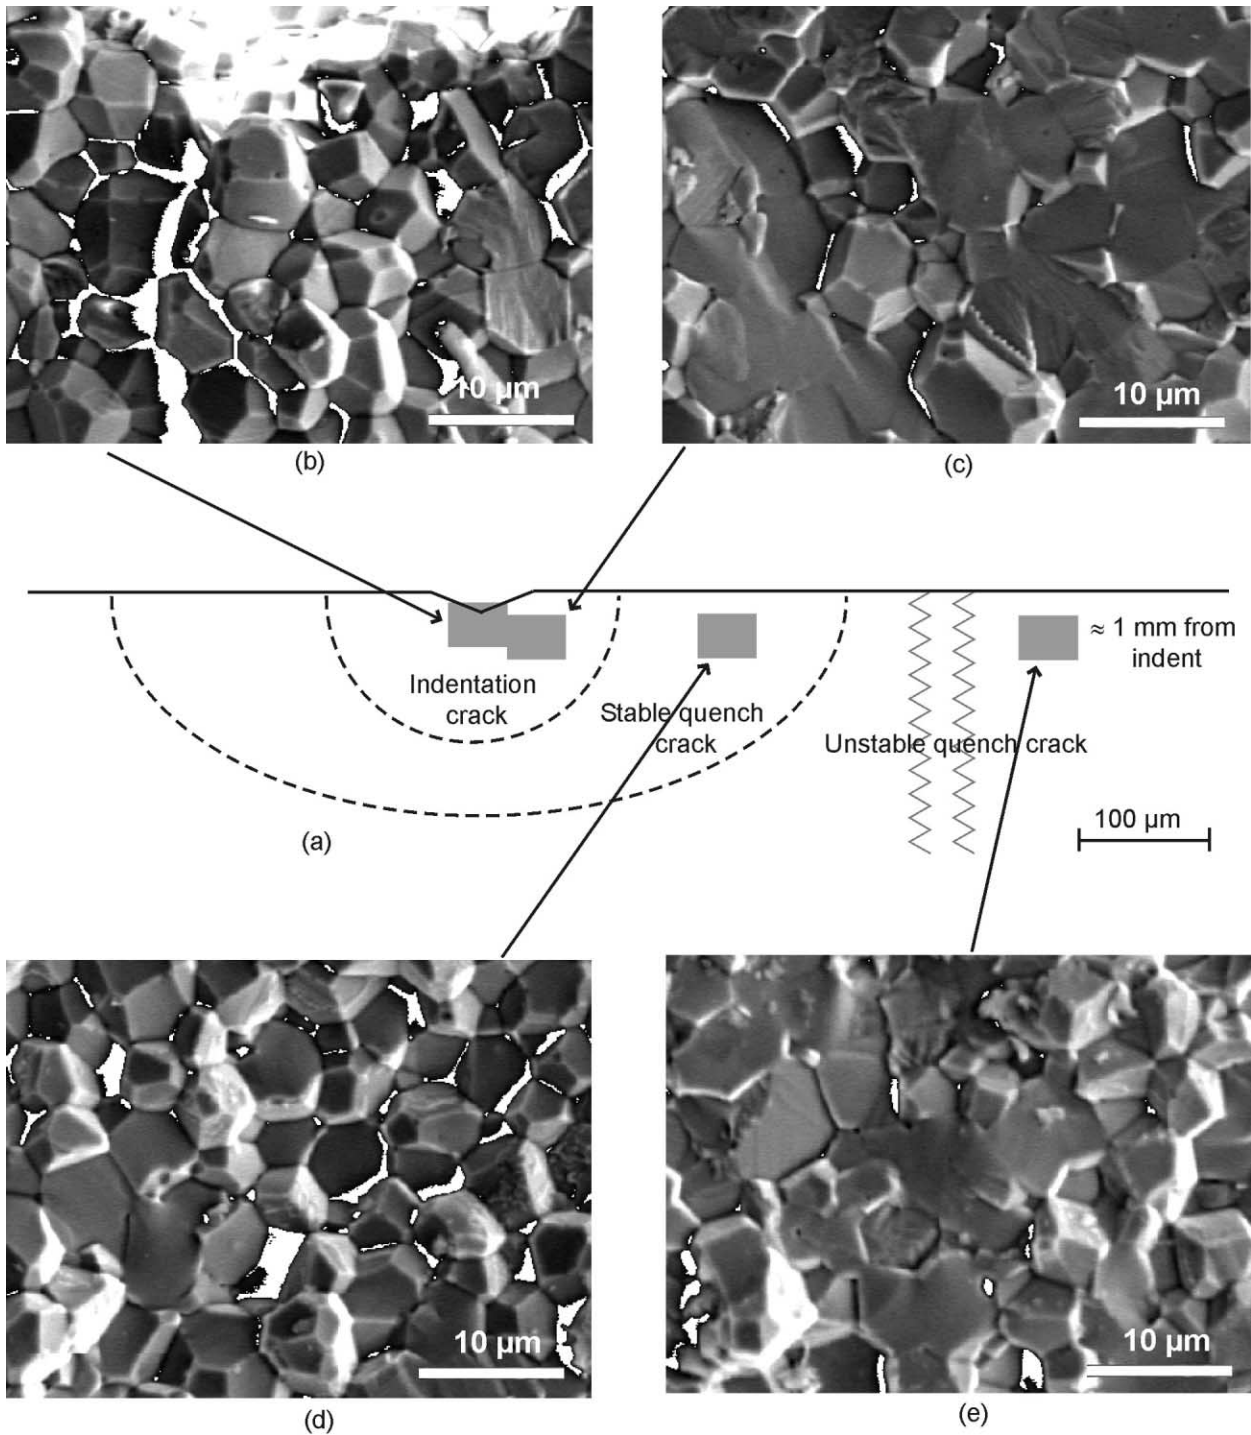 10 µm
10 µm
(b)
(c)
≈ 1 mm from
indent
Indentation
crack
Stable quench
crack
Unstable quench crack
(a)
100 µm
10 µm
10 µm
(d)
(e)